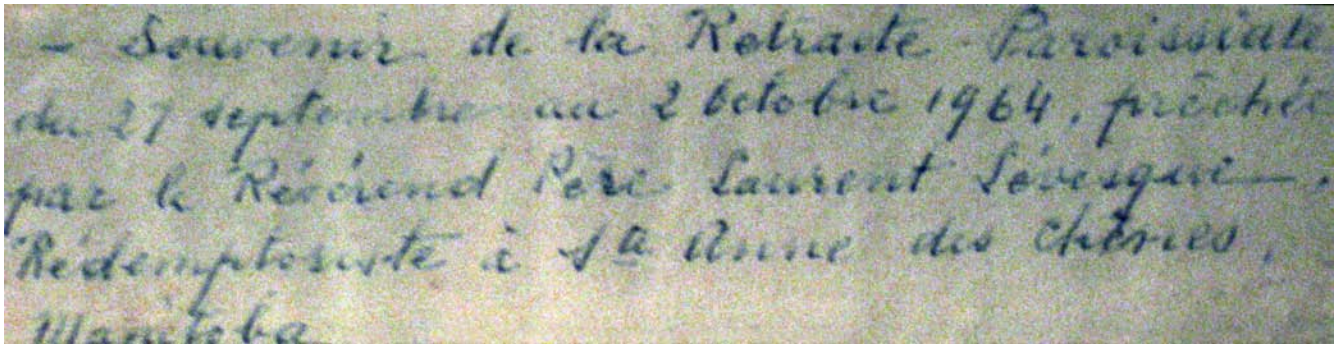 - Souvenir de la Retraite Paroissiale
du 27 septembre au 2 Octobre 1964, prêchée
par le Révérend Père Laurent Lévesque,
Rédemptoriste à Ste Anne des Chênes,
Manitoba